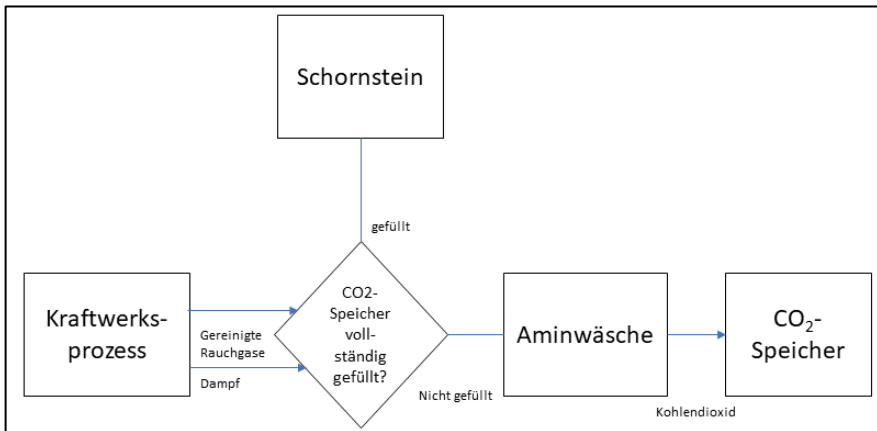 Schornstein
gefüllt
Kraftwerks-
prozess
Gereinigte
Rauchgase
Dampf
CO2-
Speicher
voll-
ständig
gefüllt?
Nicht gefüllt
Aminwäsche
Kohlendioxid
CO₂-
Speicher